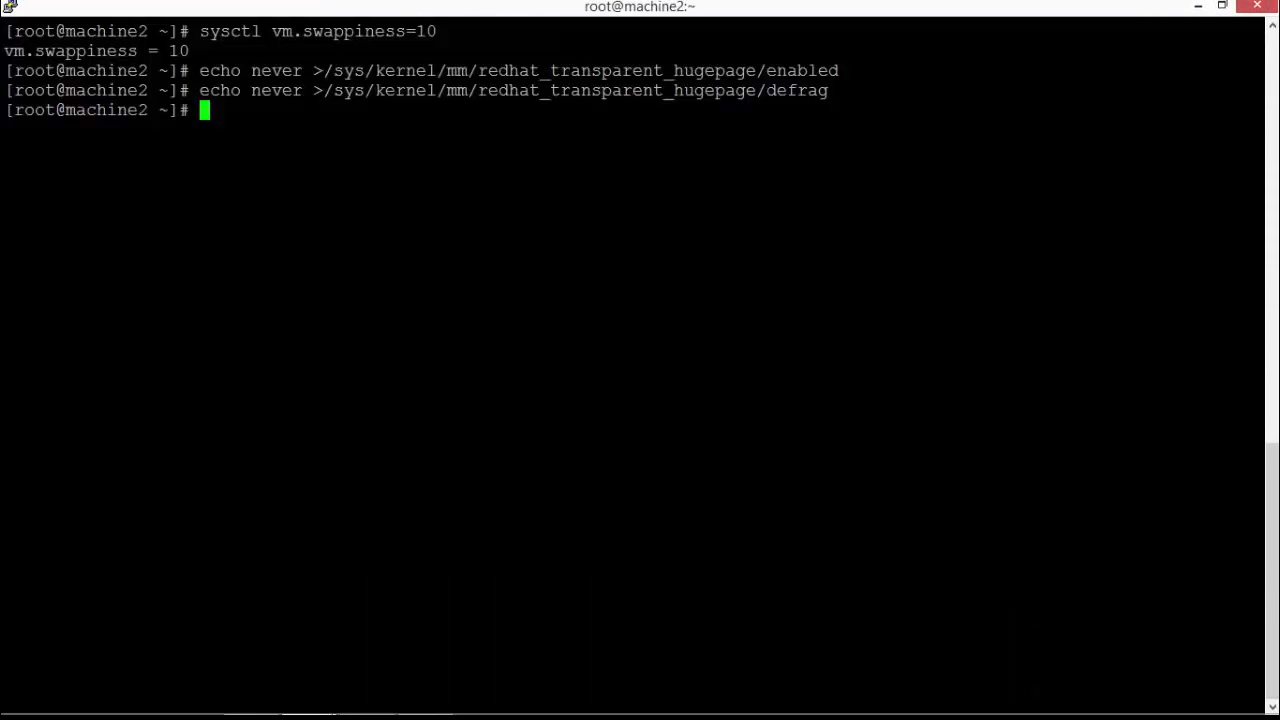 root@machine2:~
[root@machine2 ~]# sysctl vm.swappiness=10
vm.swappiness = 10
[root@machine2 ~]# echo never >/sys/kernel/mm/redhat_transparent_hugepage/enabled
[root@machine2 ~]# echo never >/sys/kernel/mm/redhat_transparent_hugepage/defrag
[root@machine2 ~]#